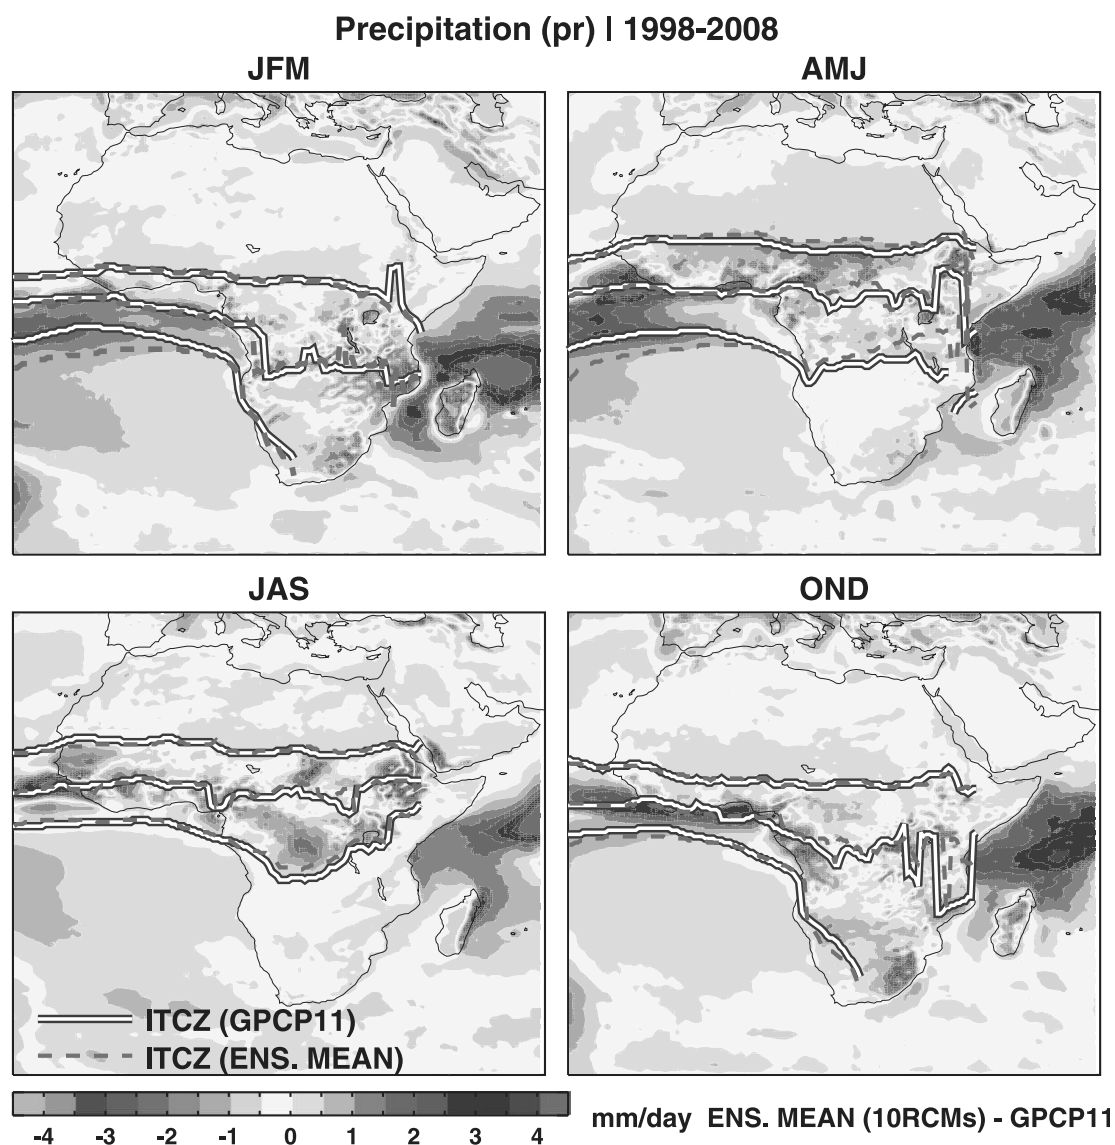 Precipitation (pr) | 1998-2008
JFM
AMJ
JAS
OND
ITCZ (GPCP11)
ITCZ (ENS. MEAN)
-4 -3 -2 -1 0 1 2 3 4
mm/day ENS. MEAN (10RCMs) - GPCP11